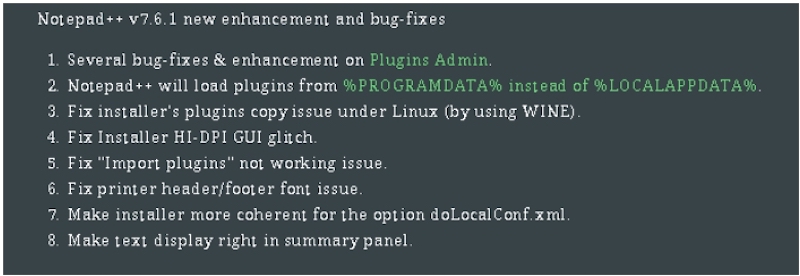 Notepad++ v7.6.1 new enhancement and bug-fixes
1. Several bug-fixes & enhancement on Plugins Admin.
2. Notepad++ will load plugins from %PROGRAMDATA% instead of %LOCALAPPDATA%.
3. Fix installer's plugins copy issue under Linux (by using WINE).
4. Fix Installer HI-DPI GUI glitch.
5. Fix "Import plugins" not working issue.
6. Fix printer header/footer font issue.
7. Make installer more coherent for the option doLocalConf.xml.
8. Make text display right in summary panel.